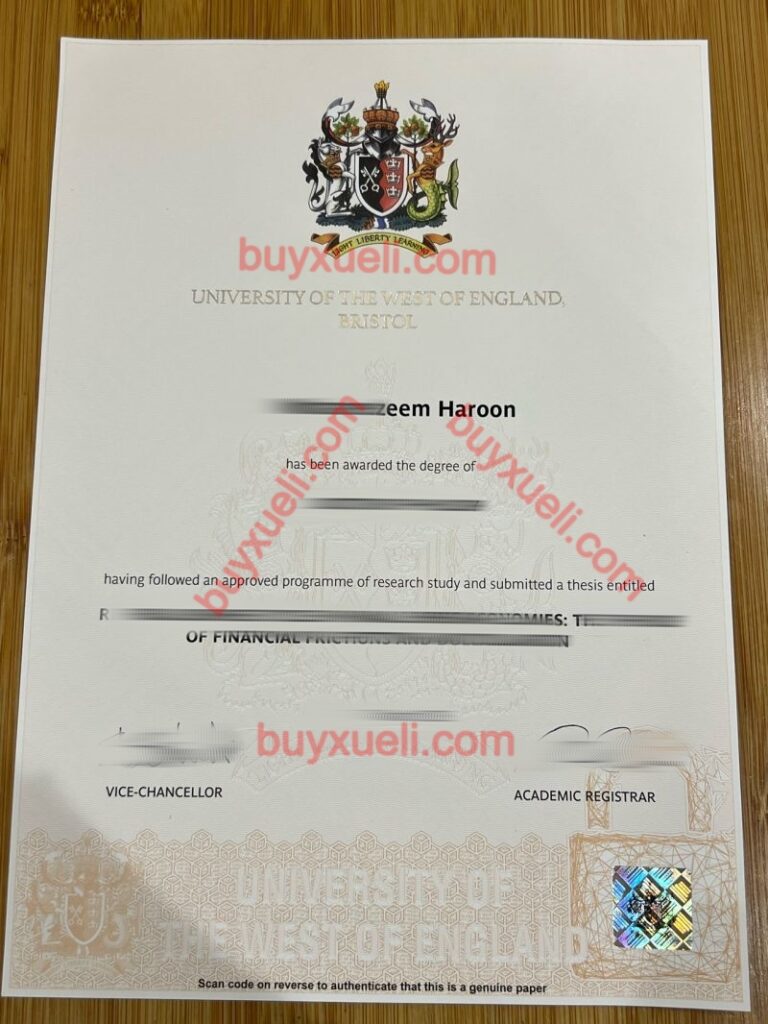 LIGHT LIBERTY LEARNING
buyxueli.com
UNIVERSITY OF THE WEST OF ENGLAND,
BRISTOL
zeem Haroon
buyxueli.com
buyxueli.com
has been awarded the degree of
having followed an approved programme of research study and submitted a thesis entitled
OF FINANCIAL FRICTIONS AND
buyxueli.com
VICE-CHANCELLOR
ACADEMIC REGISTRAR
UNIVERSITY OF
THE WEST OF ENGLAND
Scan code on reverse to authenticate that this is a genuine paper